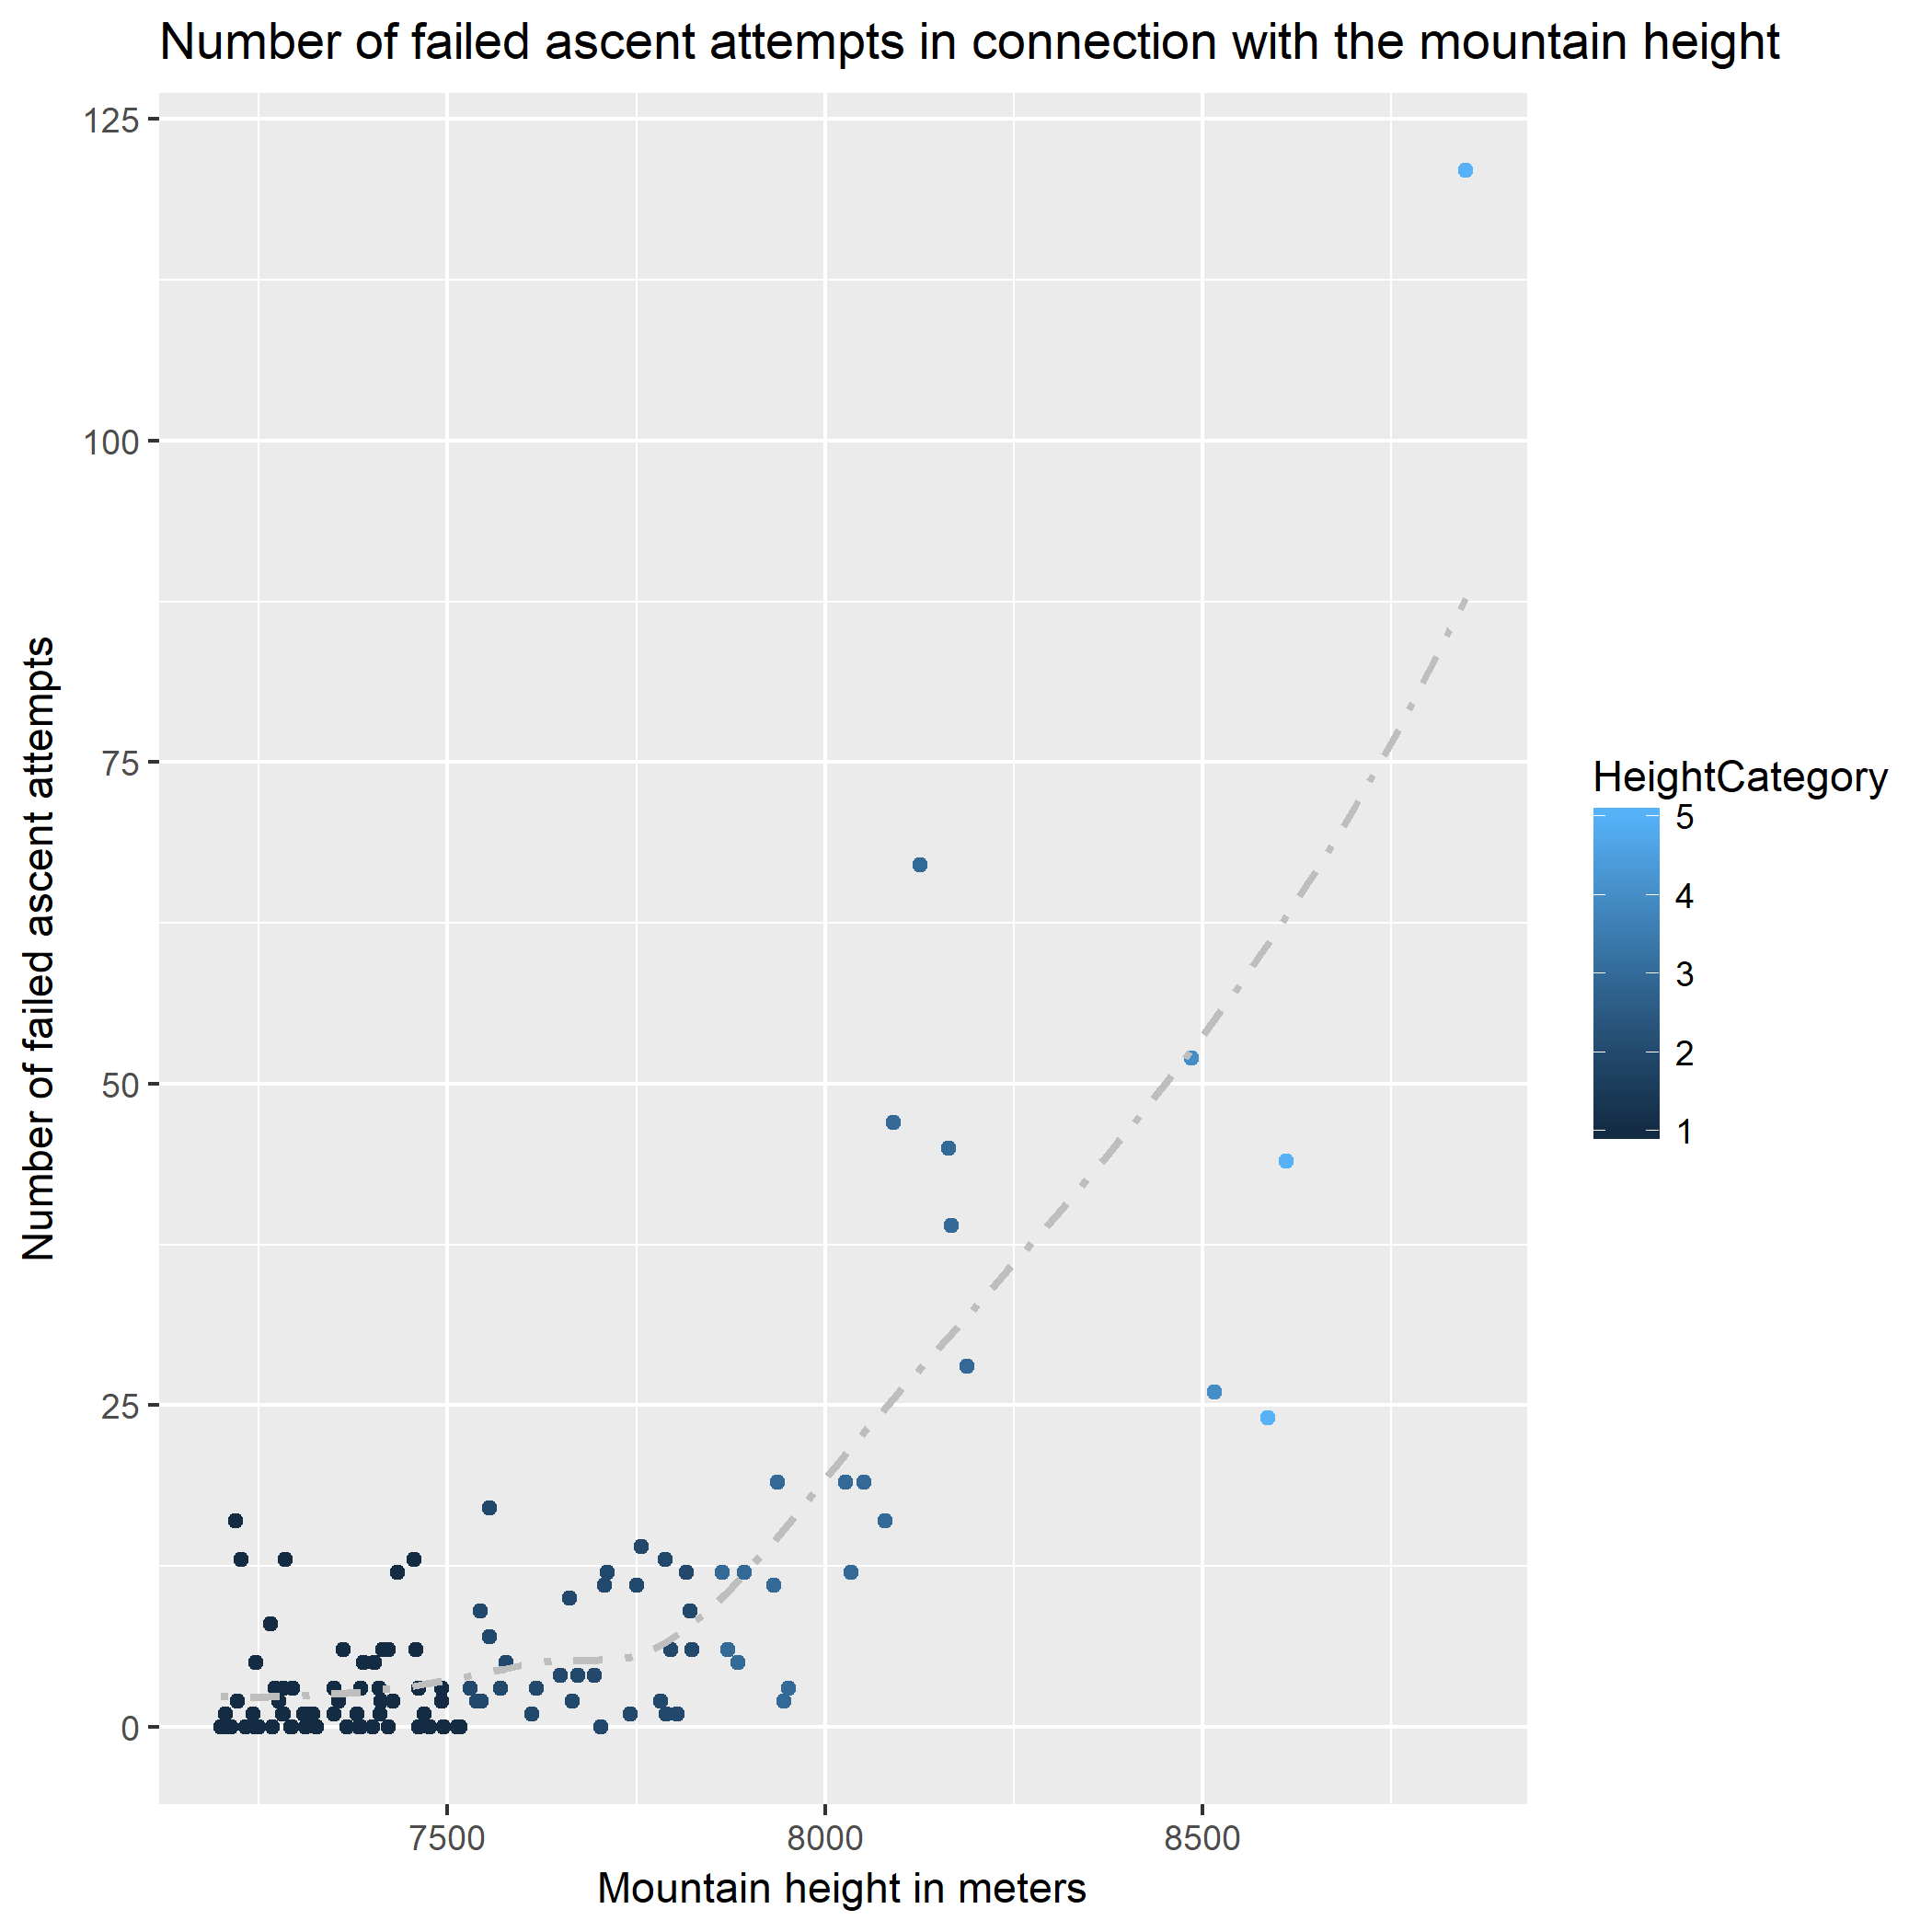 Number of failed ascent attempts in connection with the mountain height
125
100
75
50
25
0
Number of failed ascent attempts
7500 8000 8500
Mountain height in meters
HeightCategory
5
4
3
2
1